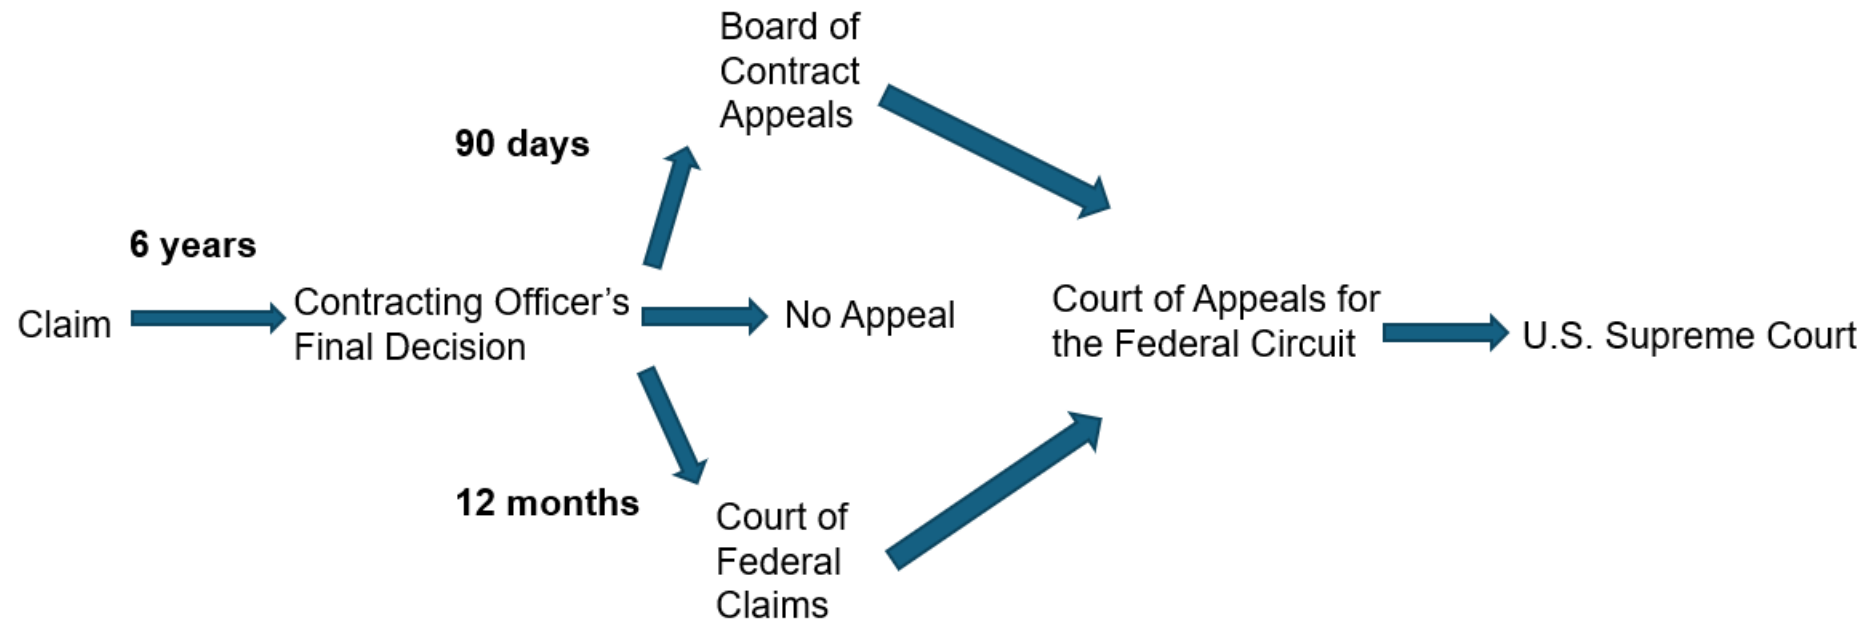 Board of
Contract
Appeals
90 days
6 years
Claim
Contracting Officer’s
Final Decision
No Appeal
Court of Appeals for
the Federal Circuit
U.S. Supreme Court
12 months
Court of
Federal
Claims